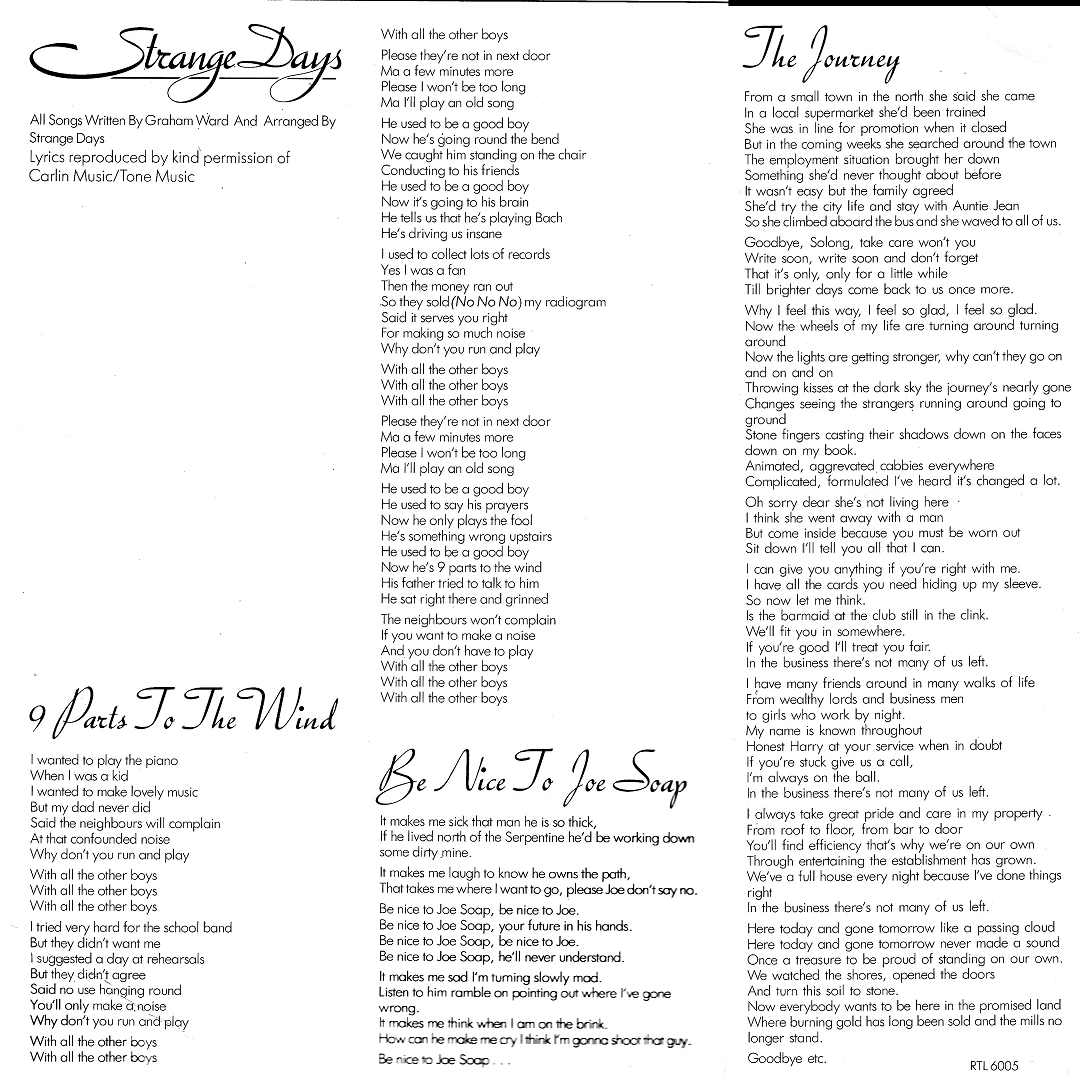 Strange Days
All Songs Written By Graham Ward And Arranged By
Strange Days
Lyrics reproduced by kind permission of
Carlin Music/Tone Music
9 Parts To The Wind
I wanted to play the piano
When I was a kid
I wanted to make lovely music
But my dad never did
Said the neighbours will complain
At that confounded noise
Why don't you run and play
With all the other boys
With all the other boys
With all the other boys
I tried very hard for the school band
But they didn't want me
I suggested a day at rehearsals
But they didn't agree
Said no use hanging round
You'll only make a noise
Why don't you run and play
With all the other boys
With all the other boys
With all the other boys
Please they're not in next door
Ma a few minutes more
Please I won't be too long
Ma I'll play an old song
He used to be a good boy
Now he's going round the bend
We caught him standing on the chair
Conducting to his friends
He used to be a good boy
Now it's going to his brain
He tells us that he's playing Bach
He's driving us insane
I used to collect lots of records
Yes I was a fan
Then the money ran out
So they sold (No No No) my radiogram
Said it serves you right
For making so much noise
Why don't you run and play
With all the other boys
With all the other boys
With all the other boys
Please they're not in next door
Ma a few minutes more
Please I won't be too long
Ma I'll play an old song
He used to be a good boy
He used to say his prayers
Now he only plays the fool
He's something wrong upstairs
He used to be a good boy
Now he's 9 parts to the wind
His father tried to talk to him
He sat right there and grinned
The neighbours won't complain
If you want to make a noise
And you don't have to play
With all the other boys
With all the other boys
With all the other boys
Be Nice To Joe Soap
It makes me sick that man he is so thick,
If he lived north of the Serpentine he'd be working down
some dirty mine.
It makes me laugh to know he owns the path,
That takes me where I want to go, please Joe don't say no.
Be nice to Joe Soap, be nice to Joe.
Be nice to Joe Soap, your future in his hands.
Be nice to Joe Soap, be nice to Joe.
Be nice to Joe Soap, he'll never understand.
It makes me sad I'm turning slowly mad.
Listen to him ramble on pointing out where I've gone
wrong.
It makes me think when I am on the brink.
How can he make me cry I think I'm gonna shoot that guy.
Be nice to Joe Soap . . .
The Journey
From a small town in the north she said she came
In a local supermarket she'd been trained
She was in line for promotion when it closed
But in the coming weeks she searched around the town
The employment situation brought her down
Something she'd never thought about before
It wasn't easy but the family agreed
She'd try the city life and stay with Auntie Jean
So she climbed aboard the bus and she waved to all of us.
Goodbye, Solong, take care won't you
Write soon, write soon and don't forget
That it's only, only for a little while
Till brighter days come back to us once more.
Why I feel this way, I feel so glad, I feel so glad.
Now the wheels of my life are turning around turning
around
Now the lights are getting stronger, why can't they go on
and on and on
Throwing kisses at the dark sky the journey's nearly gone
Changes seeing the strangers running around going to
ground
Stone fingers casting their shadows down on the faces
down on my book.
Animated, aggrevated cabbies everywhere
Complicated, formulated I've heard it's changed a lot.
Oh sorry dear she's not living here
I think she went away with a man
But come inside because you must be worn out
Sit down I'll tell you all that I can.
I can give you anything if you're right with me.
I have all the cards you need hiding up my sleeve.
So now let me think.
Is the barmaid at the club still in the clink.
We'll fit you in somewhere.
If you're good I'll treat you fair.
In the business there's not many of us left.
I have many friends around in many walks of life
From wealthy lords and business men
to girls who work by night.
My name is known throughout
Honest Harry at your service when in doubt
If you're stuck give us a call,
I'm always on the ball.
In the business there's not many of us left.
I always take great pride and care in my property .
From roof to floor, from bar to door
You'll find efficiency that's why we're on our own
Through entertaining the establishment has grown.
We've a full house every night because I've done things
right
In the business there's not many of us left.
Here today and gone tomorrow like a passing cloud
Here today and gone tomorrow never made a sound
Once a treasure to be proud of standing on our own.
We watched the shores, opened the doors
And turn this soil to stone.
Now everybody wants to be here in the promised land
Where burning gold has long been sold and the mills no
longer stand.
Goodbye etc.
RTL 6005